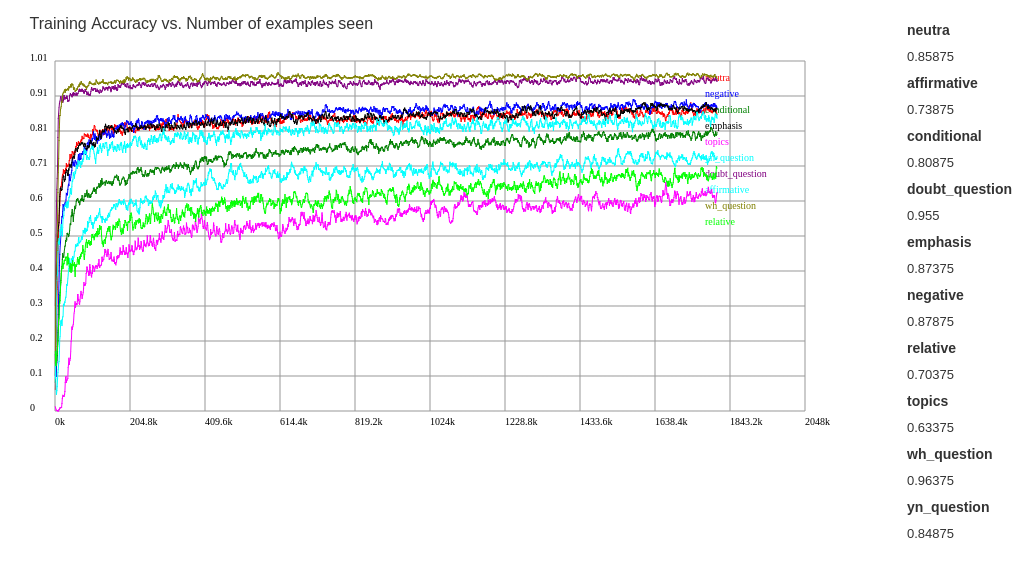 Training Accuracy vs. Number of examples seen
1.01
0.91
0.81
0.71
0.6
0.5
0.4
0.3
0.2
0.1
0
0k 204.8k 409.6k 614.4k 819.2k 1024k 1228.8k 1433.6k 1638.4k 1843.2k 2048k
neutra
negative
conditional
emphasis
topics
yn_question
doubt_question
affirmative
wh_question
relative
neutra
0.85875
affirmative
0.73875
conditional
0.80875
doubt_question
0.955
emphasis
0.87375
negative
0.87875
relative
0.70375
topics
0.63375
wh_question
0.96375
yn_question
0.84875